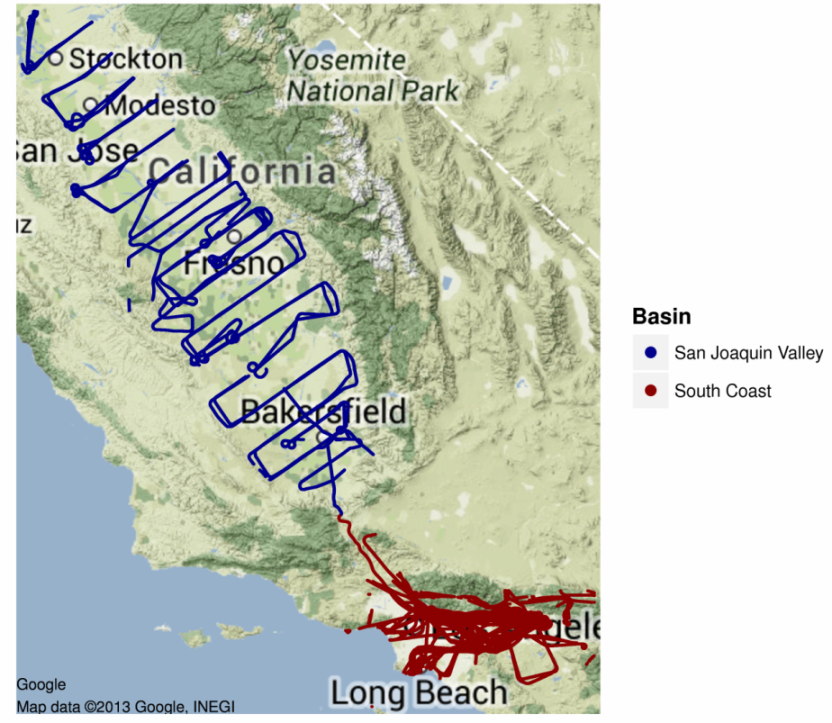 Stockton
Yosemite
National Park
Modesto
San Jose
California
Fresno
Bakersfield
Long Beach
Google
Map data ©2013 Google, INEGI
Basin
San Joaquin Valley
South Coast